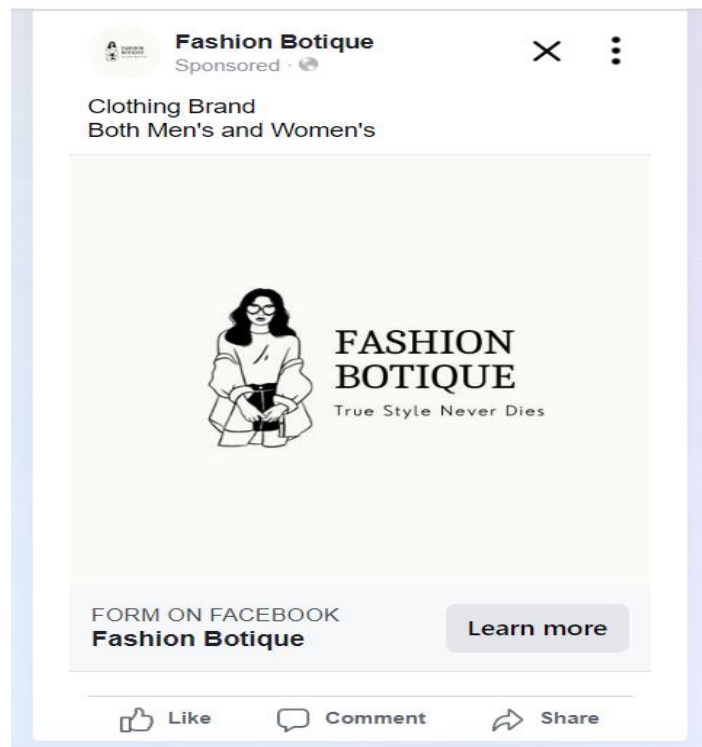 Fashion Botique
Sponsored ·
Clothing Brand
Both Men's and Women's
FASHION
BOTIQUE
True Style Never Dies
FORM ON FACEBOOK
Fashion Botique
Learn more
Like
Comment
Share